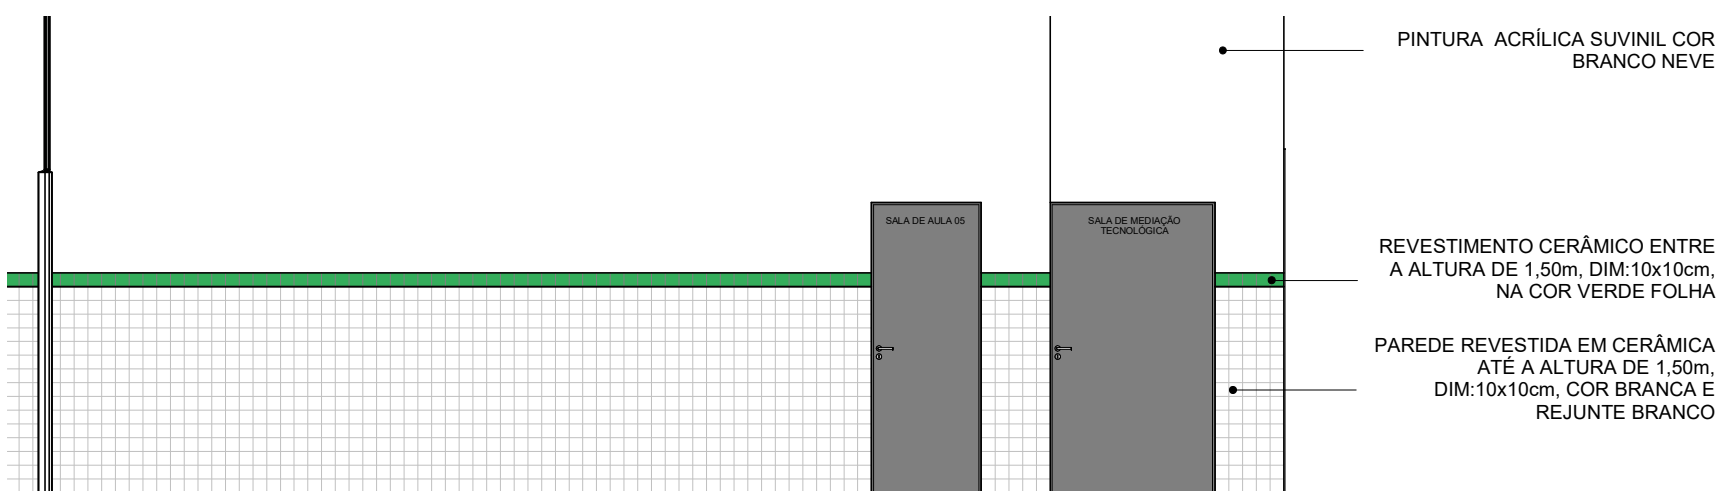 PINTURA  ACRÍLICA SUVINIL COR
BRANCO NEVE
SALA DE AULA 05
SALA DE MEDIAÇÃO
TECNOLÓGICA
REVESTIMENTO CERÂMICO ENTRE
A ALTURA DE 1,50m, DIM:10x10cm,
NA COR VERDE FOLHA
PAREDE REVESTIDA EM CERÂMICA
ATÉ A ALTURA DE 1,50m,
DIM:10x10cm, COR BRANCA E
REJUNTE BRANCO